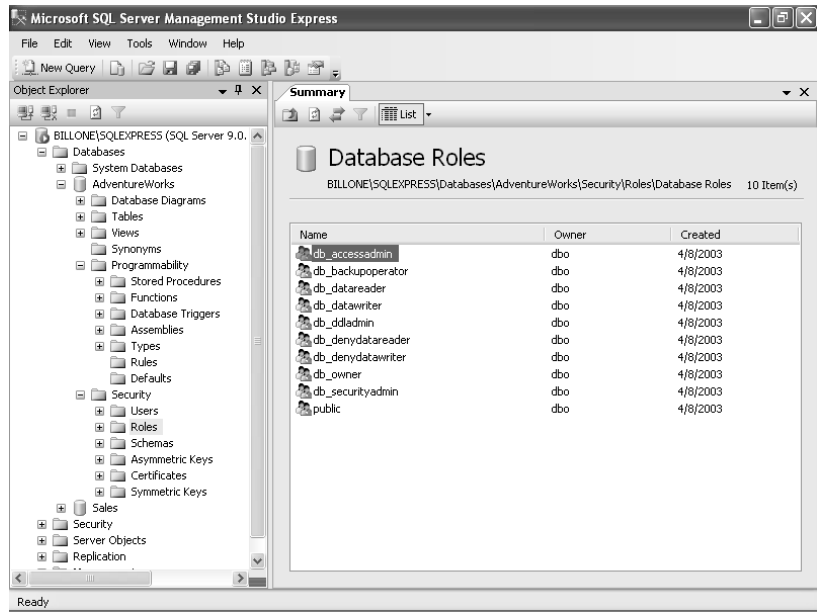 Microsoft SQL Server Management Studio Express
File Edit View Tools Window Help
New Query
Object Explorer
BILLONE\SQLEXPRESS (SQL Server 9.0.
Databases
System Databases
AdventureWorks
Database Diagrams
Tables
Views
Synonyms
Programmability
Stored Procedures
Functions
Database Triggers
Assemblies
Types
Rules
Defaults
Security
Users
Roles
Schemas
Asymmetric Keys
Certificates
Symmetric Keys
Sales
Security
Server Objects
Replication
Summary
List
Database Roles
BILLONE\SQLEXPRESS\Databases\AdventureWorks\Security\Roles\Database Roles 10 Item(s)
Name Owner Created
db_accessadmin dbo 4/8/2003
db_backupoperator dbo 4/8/2003
db_datareader dbo 4/8/2003
db_datawriter dbo 4/8/2003
db_ddladmin dbo 4/8/2003
db_denydatareader dbo 4/8/2003
db_denydatawriter dbo 4/8/2003
db_owner dbo 4/8/2003
db_securityadmin dbo 4/8/2003
public dbo 4/8/2003
Ready